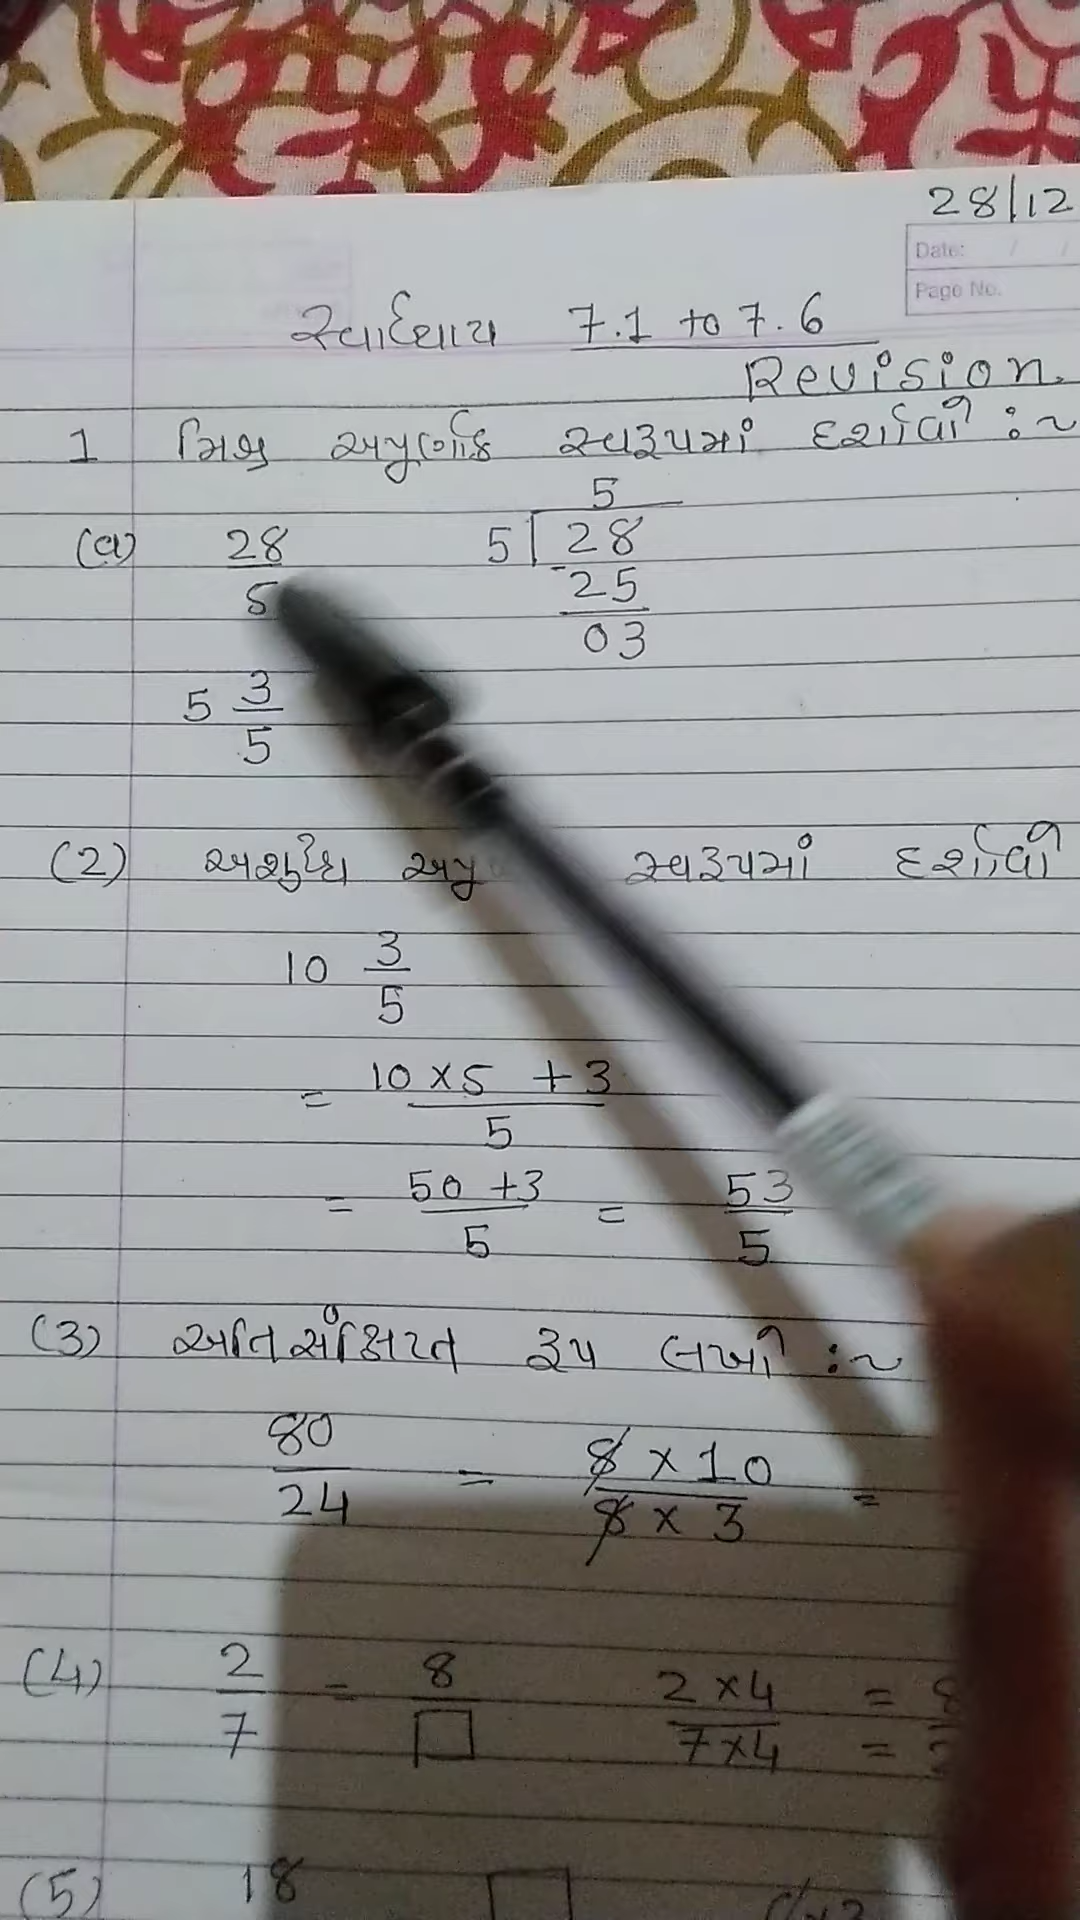 28/12
Date: / /
Page No.
સ્વાધ્યાય 7.1 to 7.6
Revision.
1 મિશ્ર અપૂર્ણાંક સ્વરૂપમાં દર્શાવો :~
(a) 28/5
5
5 | 28
-25
03
5 3/5
(2) અશુદ્ધ અપૂ સ્વરૂપમાં દર્શાવો
10 3/5
= 10 x 5 + 3 / 5
= 50 + 3 / 5 = 53 / 5
(3) અતિસંક્ષિપ્ત રૂપ લખો :~
80 / 24 = 8 x 10 / 8 x 3 =
(4) 2 / 7 = 8 / □ 2 x 4 / 7 x 4 = 8 =
(5) 18 □